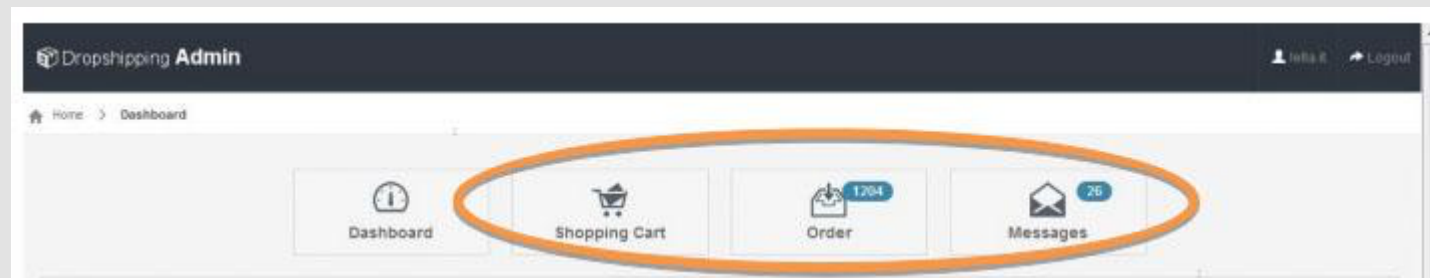 Dropshipping Admin
Logout
Home > Dashboard
1204
26
Dashboard
Shopping Cart
Order
Messages